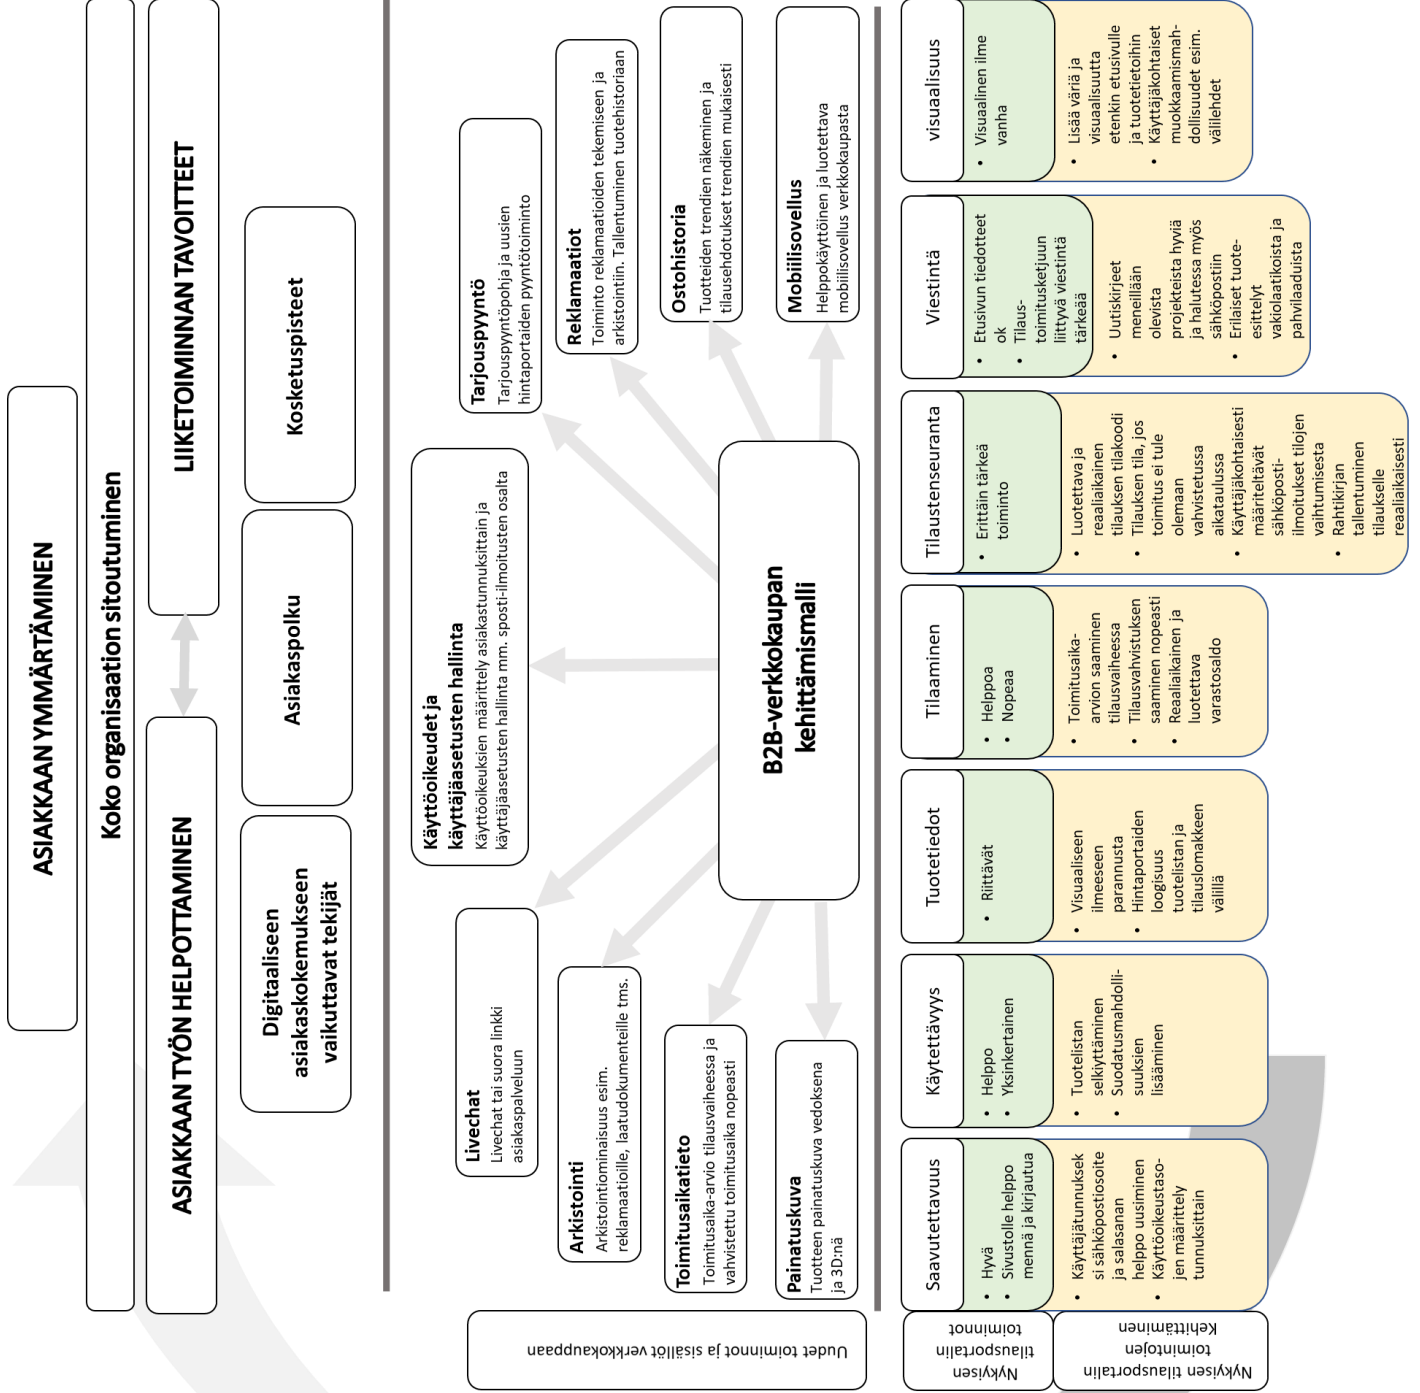 ASIAKKAAN YMMÄRTÄMINEN
Koko organisaation sitoutuminen
ASIAKKAAN TYÖN HELPOTTAMINEN
LIIKETOIMINNAN TAVOITTEET
Digitaaliseen
asiakaskokemukseen
vaikuttavat tekijät
Asiakaspolku
Kosketuspisteet
Uudet toiminnot ja sisällöt verkkokauppaan
Livechat
Livechat tai suora linkki
asiakaspalveluun
Arkistointi
Arkistointiominaisuus esim.
reklamaatioille, laatudokumenteille tms.
Toimitusaikatieto
Toimitusaika-arvio tilausvaiheessa ja
vahvistettu toimitusaika nopeasti
Painatuskuva
Tuotteen painatuskuva vedoksena
ja 3D:nä
Käyttöoikeudet ja
käyttäjäasetusten hallinta
Käyttöoikeuksien määrittely asiakastunnuksittain ja
käyttäjäasetusten hallinta mm. sposti-ilmoitusten osalta
Tarjouspyyntö
Tarjouspyyntöpohja ja uusien
hintaportaiden pyyntötoiminto
Reklamaatiot
Toiminto reklamaatioiden tekemiseen ja
arkistointiin. Tallentuminen tuotehistoriaan
Ostohistoria
Tuotteiden trendien näkeminen ja
tilausehdotukset trendien mukaisesti
Mobiilisovellus
Helppokäyttöinen ja luotettava
mobiilisovellus verkkokaupasta
B2B-verkkokaupan
kehittämismalli
Nykyisen
tilausportalin
toiminnot
Nykyisen tilausportalin
toimintojen
Kehittäminen
Saavutettavuus
• Hyvä
• Sivustolle helppo
mennä ja kirjautua
• Käyttäjätunnuksek
si sähköpostiosoite
ja salasanan
helppo uusiminen
• Käyttöoikeustaso-
jen määrittely
tunnuksittain
Käytettävyys
• Helppo
• Yksinkertainen
• Tuotelistan
selkiyttäminen
• Suodatusmahdolli-
suuksien
lisääminen
Tuotetiedot
• Riittävät
• Visuaaliseen
ilmeeseen
parannusta
• Hintaportaiden
loogisuus
tuotelistan ja
tilauslomakkeen
välillä
Tilaaminen
• Helppoa
• Nopeaa
• Toimitusaika-
arvion saaminen
tilausvaiheessa
• Tilausvahvistuksen
saaminen nopeasti
• Reaaliaikainen ja
luotettava
varastosaldo
Tilaustenseuranta
• Erittäin tärkeä
toiminto
• Luotettava ja
reaaliaikainen
tilauksen tilakoodi
• Tilauksen tila, jos
toimitus ei tule
olemaan
vahvistetussa
aikataulussa
• Käyttäjäkohtaisesti
määriteltävät
sähköposti-
ilmoitukset tilojen
vaihtumisesta
• Rahtikirjan
tallentuminen
tilaukselle
reaaliaikaisesti
Viestintä
• Etusivun tiedotteet
ok
• Tilaus-
toimitusketjuun
liittyvä viestintä
tärkeää
• Uutiskirjeet
meneillään
olevista
projekteista hyviä
ja halutessa myös
sähköpostiin
• Erilaiset tuote-
esittelyt
vakiolaatikoista ja
pahvilaaduista
visuaalisuus
• Visuaalinen ilme
vanha
• Lisää väriä ja
visuaalisuutta
etenkin etusivulle
ja tuotetietoihin
• Käyttäjäkohtaiset
muokkaamismah-
dollisuudet esim.
välilehdet